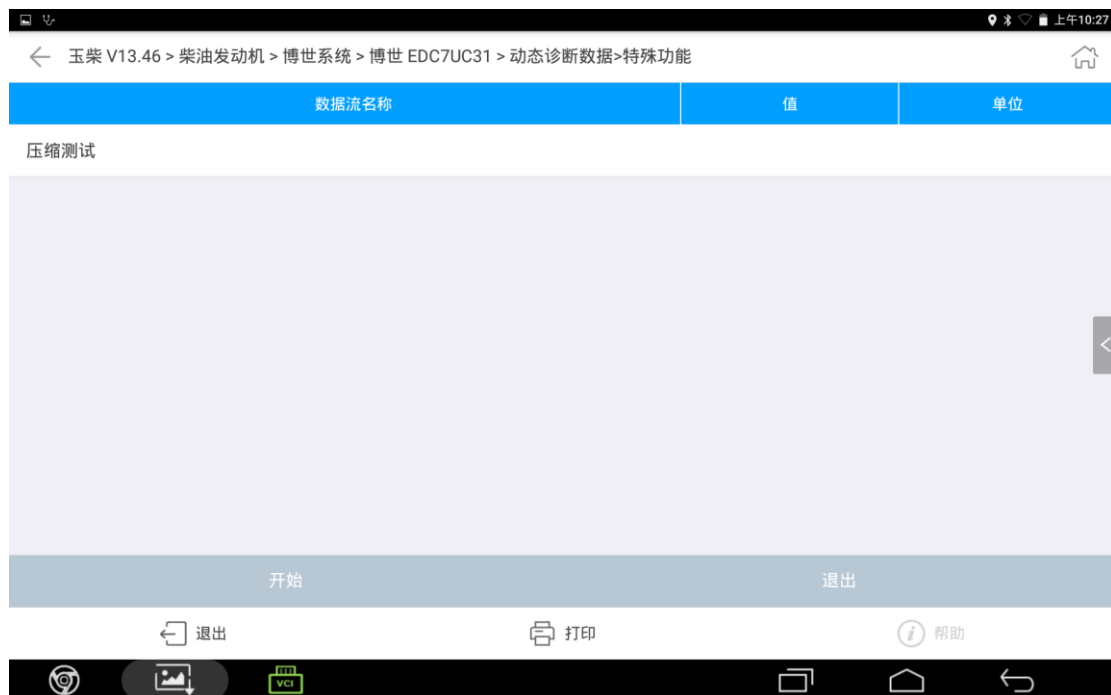 上午10:27
玉柴 V13.46 > 柴油发动机 > 博世系统 > 博世 EDC7UC31 > 动态诊断数据>特殊功能
数据流名称 值 单位
压缩测试
开始 退出
退出 打印 帮助
VCI